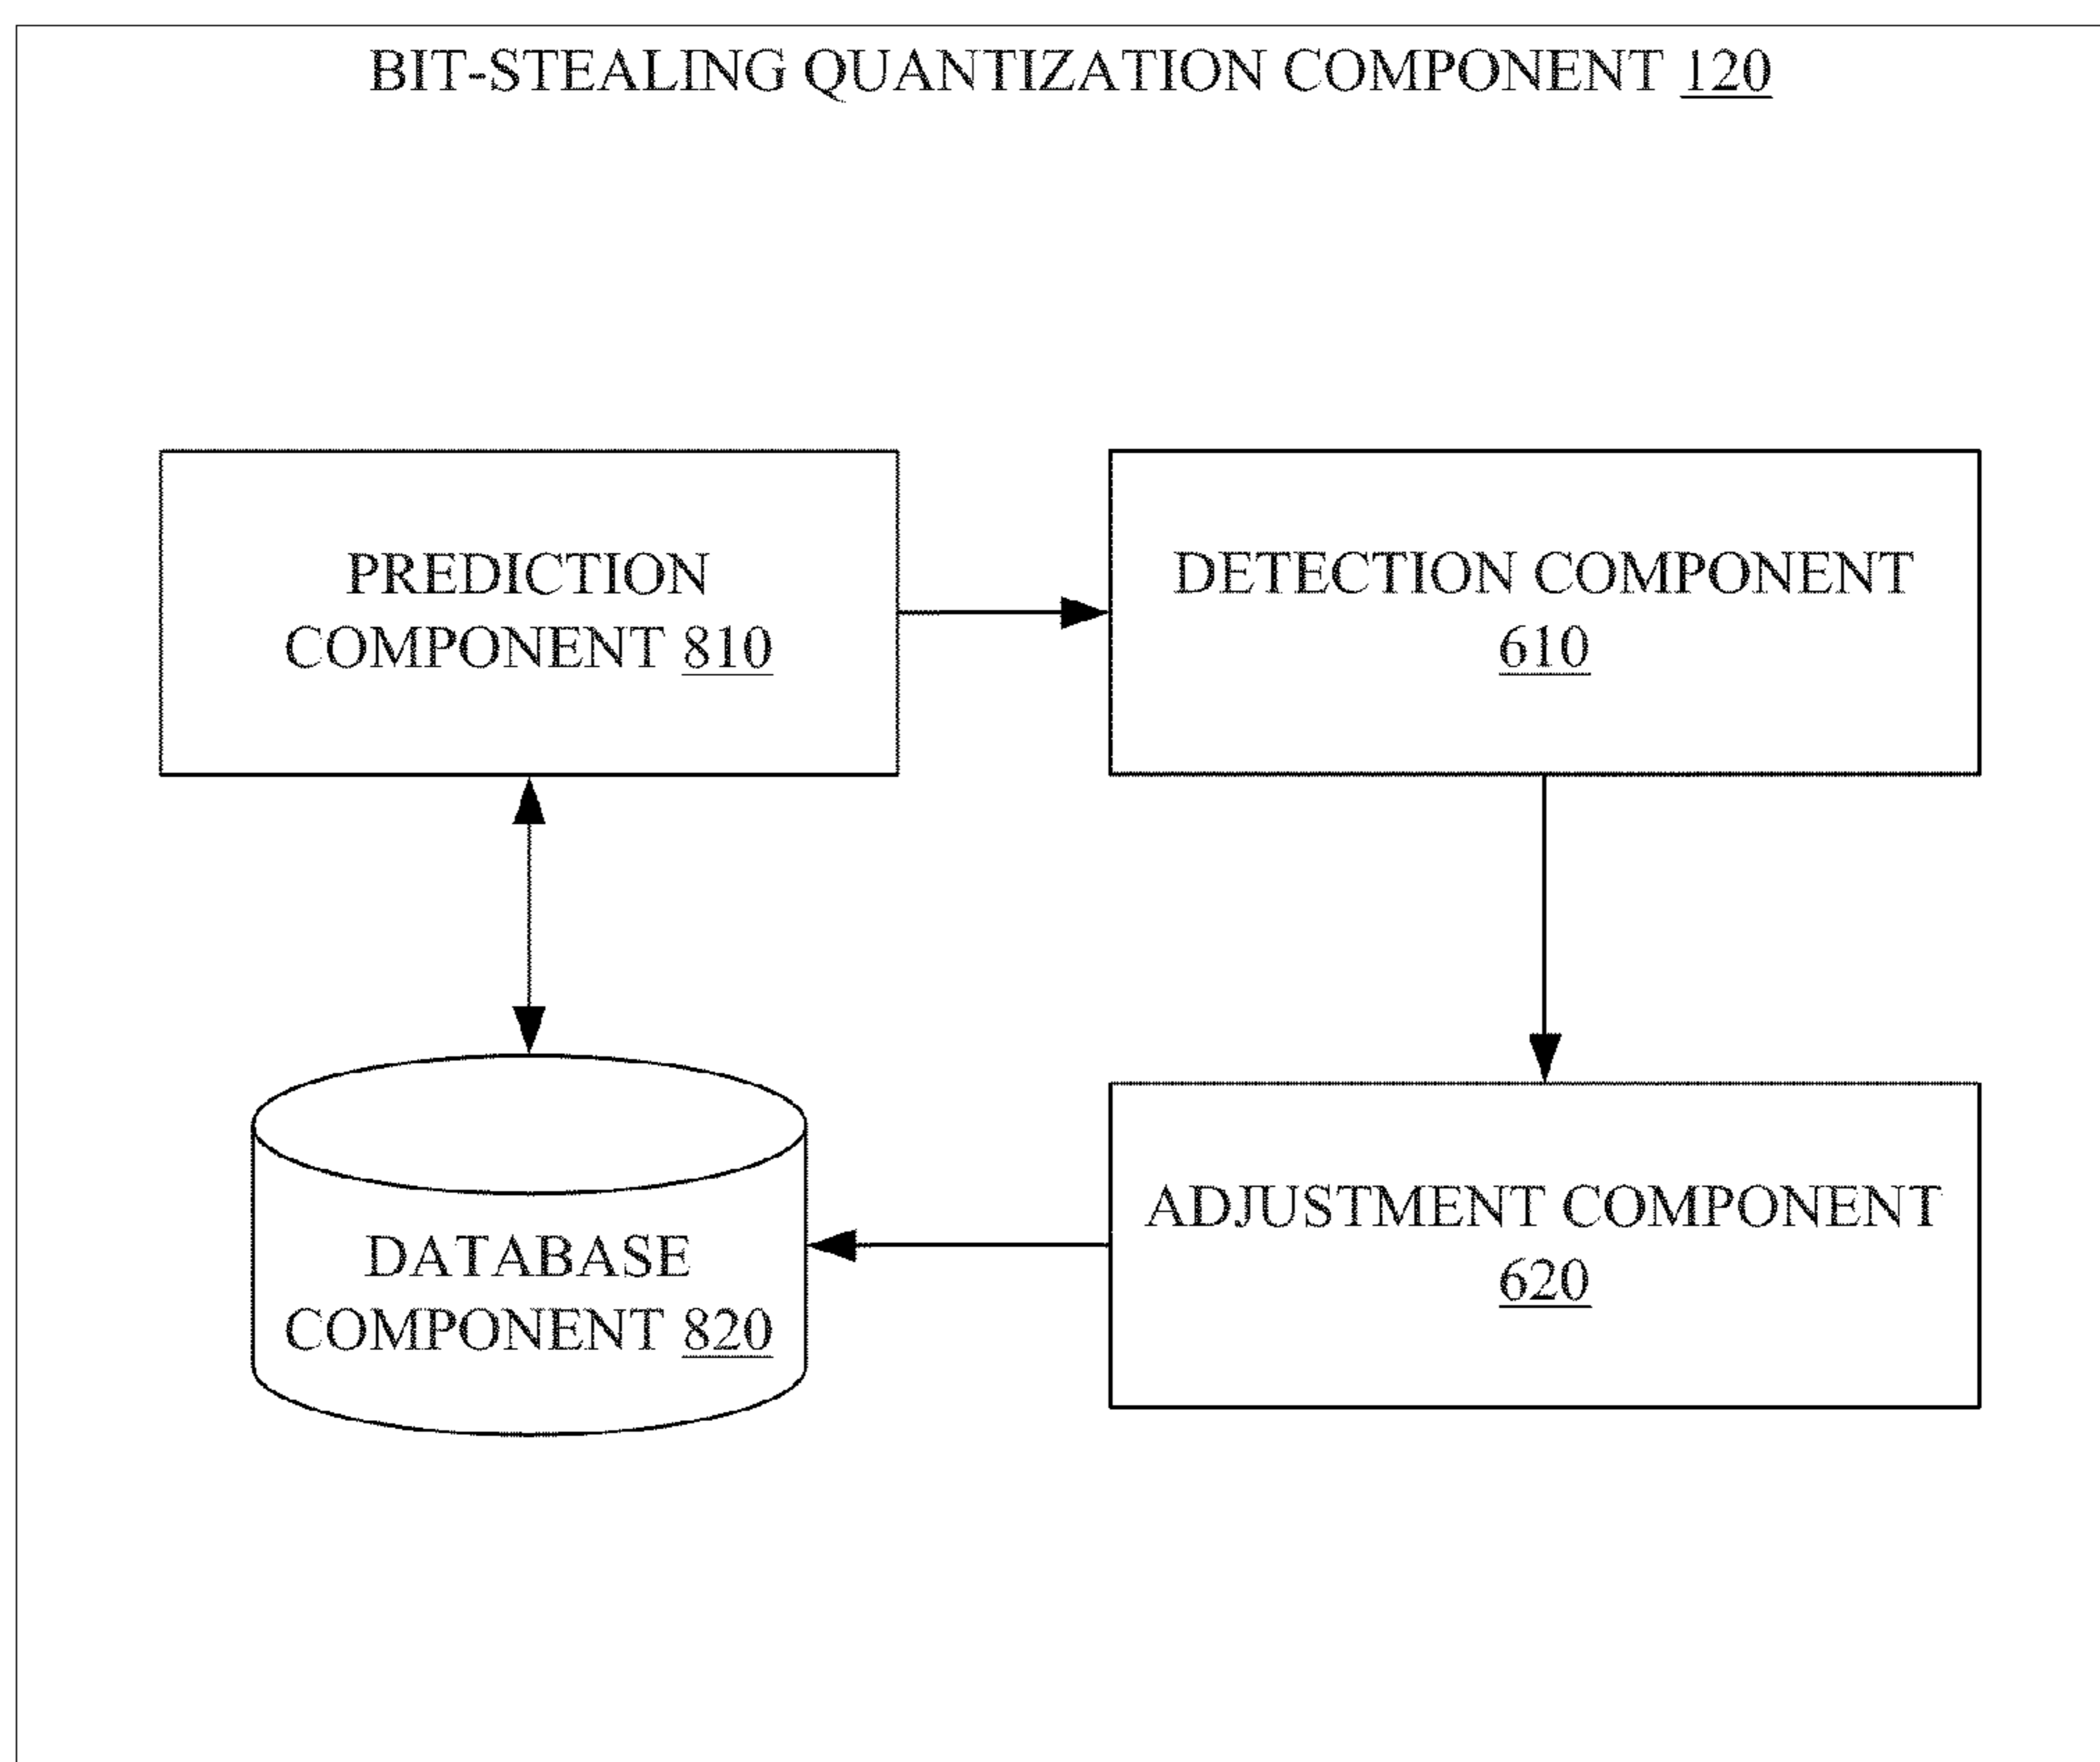 BIT-STEALING QUANTIZATION COMPONENT 120
PREDICTION
COMPONENT 810
DETECTION COMPONENT
610
DATABASE
COMPONENT 820
ADJUSTMENT COMPONENT
620